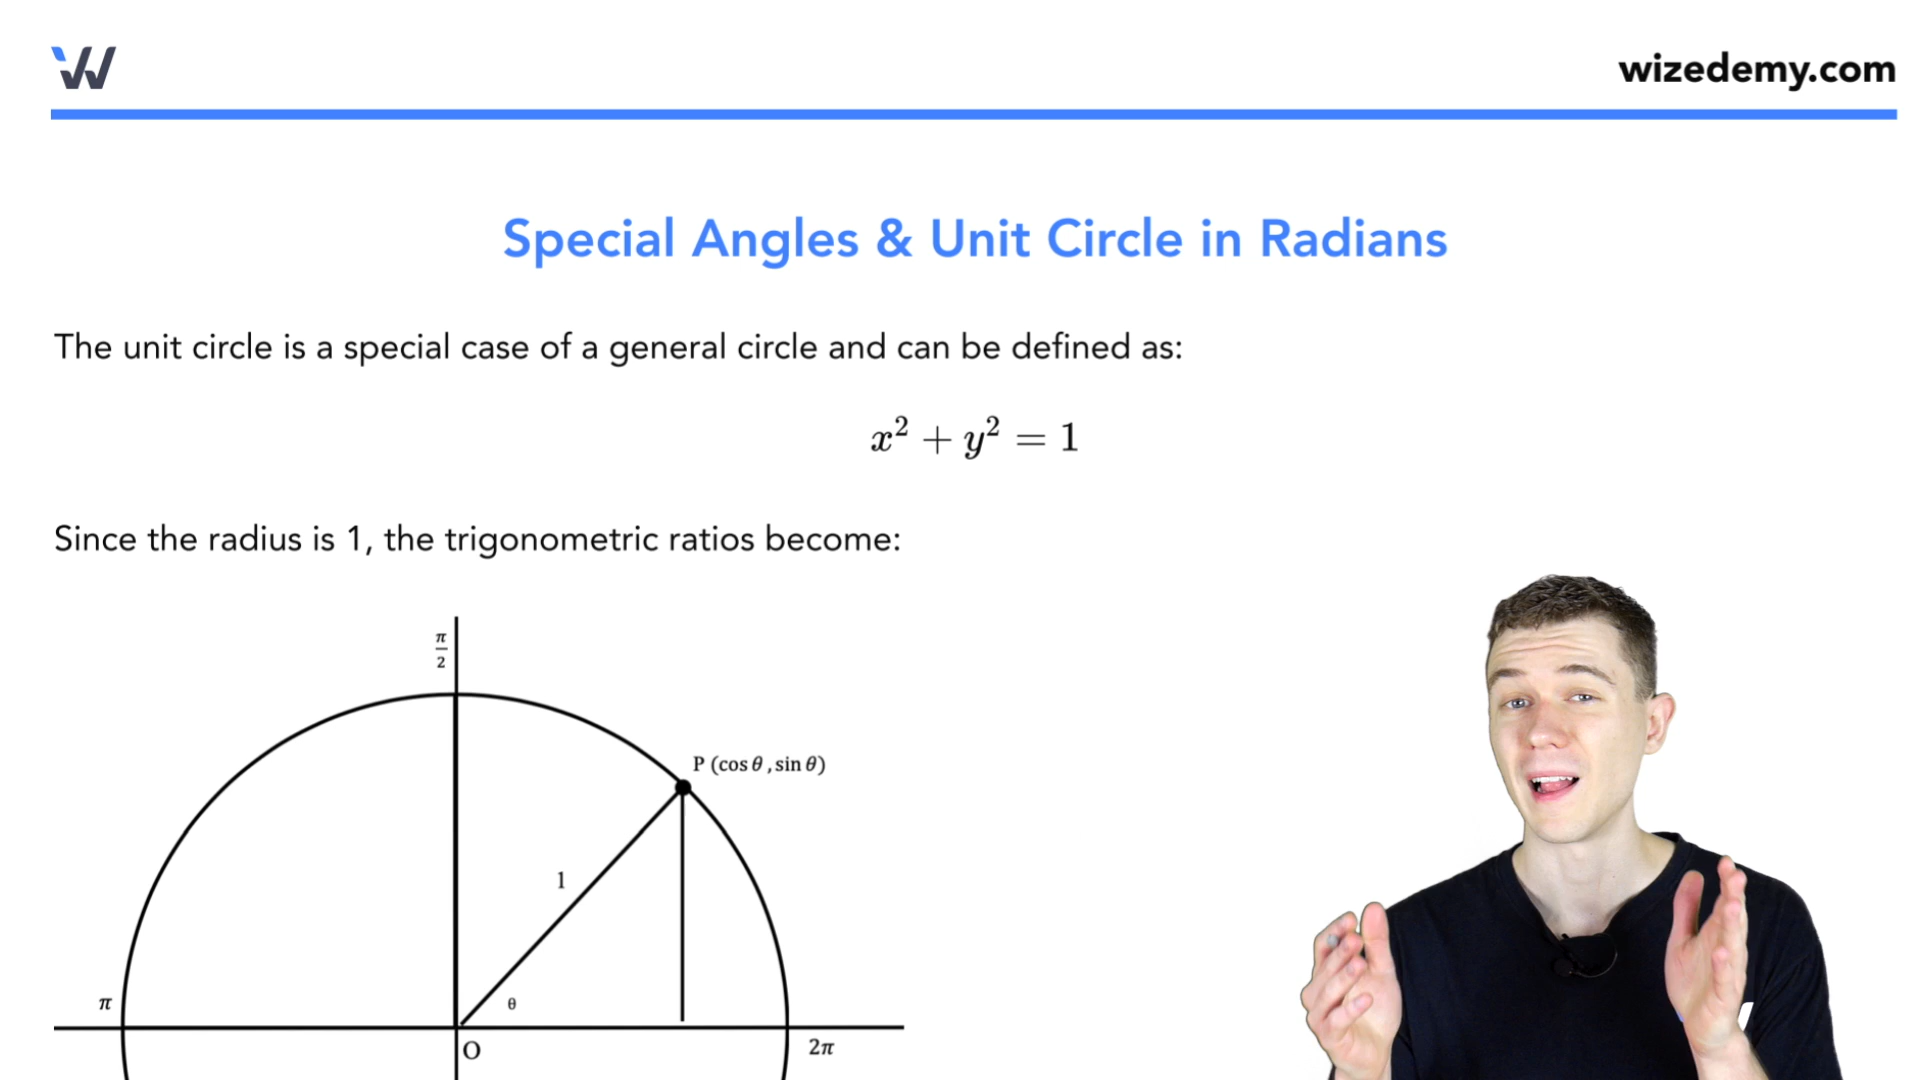 wizedemy.com
Special Angles & Unit Circle in Radians
The unit circle is a special case of a general circle and can be defined as:
x² + y² = 1
Since the radius is 1, the trigonometric ratios become:
π/2
P (cos θ , sin θ)
1
π
θ
O
2π